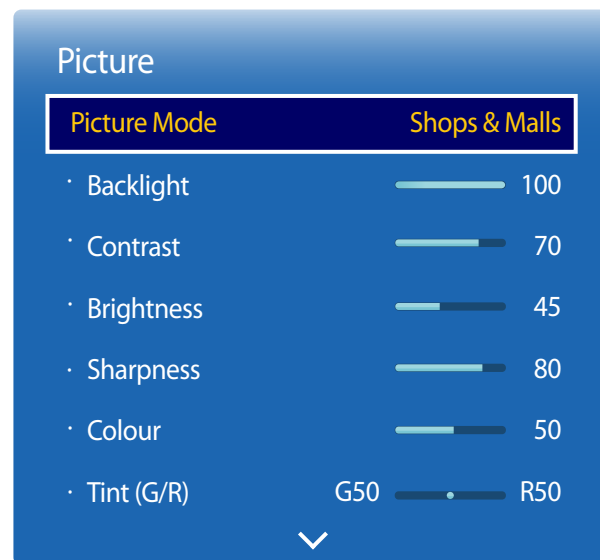 Picture
Picture Mode Shops & Malls
· Backlight 100
· Contrast 70
· Brightness 45
· Sharpness 80
· Colour 50
· Tint (G/R) G50 R50